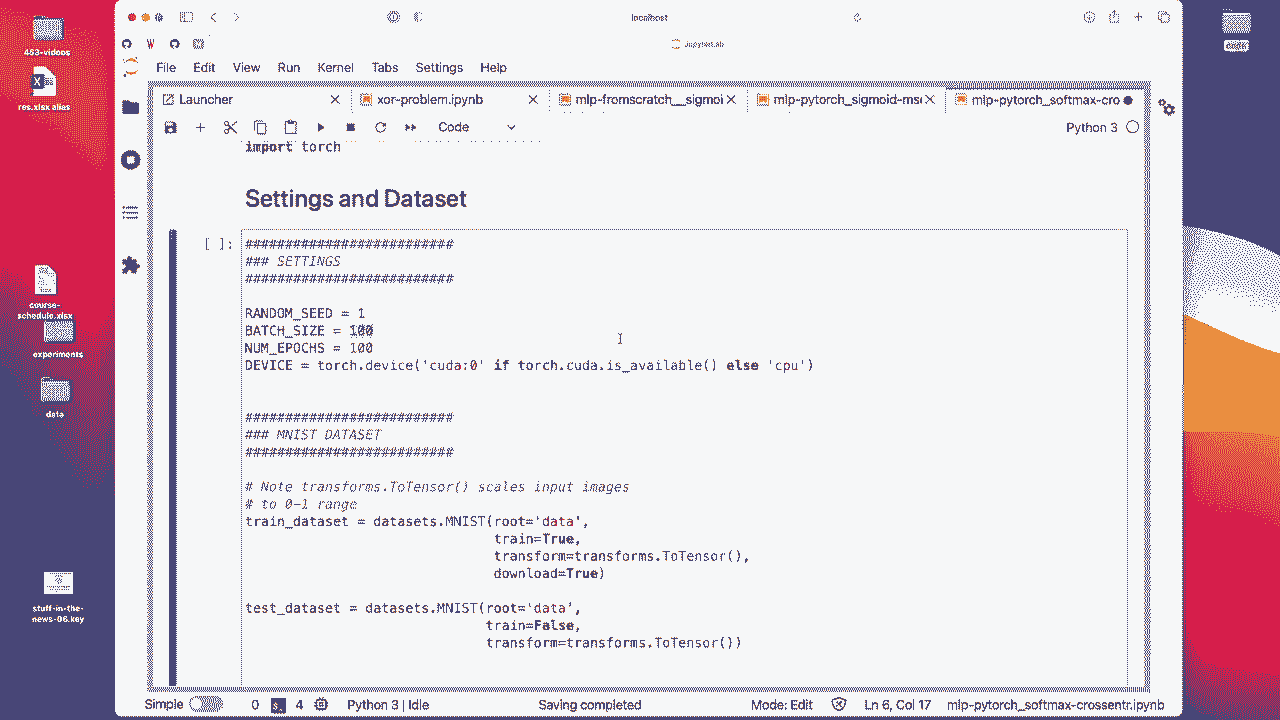 localhost
JupyterLab
File Edit View Run Kernel Tabs Settings Help
Launcher
xor-problem.ipynb
mlp-fromscratch__sigmoi
mlp-pytorch_sigmoid-ms
mlp-pytorch_softmax-cro
Code
Python 3
import torch
Settings and Dataset
[ ]:
##########################
### SETTINGS
##########################
RANDOM_SEED = 1
BATCH_SIZE = 100
NUM_EPOCHS = 100
DEVICE = torch.device('cuda:0' if torch.cuda.is_available() else 'cpu')
##########################
### MNIST DATASET
##########################
# Note transforms.ToTensor() scales input images
# to 0-1 range
train_dataset = datasets.MNIST(root='data',
train=True,
transform=transforms.ToTensor(),
download=True)
test_dataset = datasets.MNIST(root='data',
train=False,
transform=transforms.ToTensor())
Simple 0 $_ 4 Python 3 | Idle Saving completed Mode: Edit Ln 6, Col 17 mlp-pytorch_softmax-crossentr.ipynb
453-videos
res.xlsx alias
course-
schedule.xlsx
experiments
data
stuff-in-the-
news-06.key